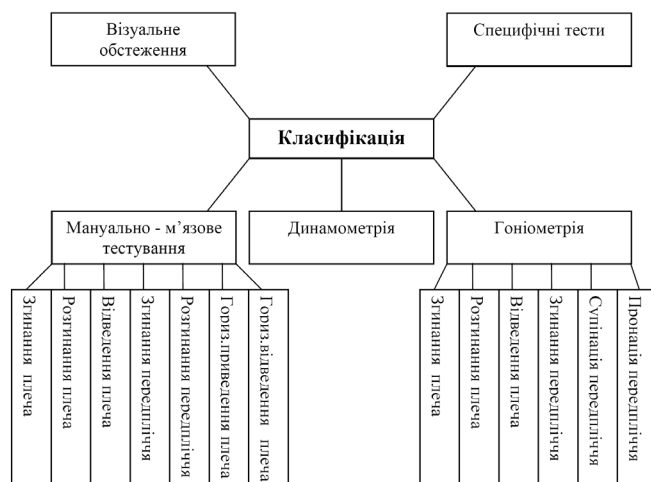 Візуальне
обстеження
Специфічні тести
Класифікація
Мануально - м’язове
тестування
Динамометрія
Гоніометрія
Згинання плеча
Розгинання плеча
Відведення плеча
Згинання передпліччя
Розгинання передпліччя
Гориз.приведення плеча
Гориз.відведення плеча
Згинання плеча
Розгинання плеча
Відведення плеча
Згинання передпліччя
Супінація передпліччя
Пронація передпліччя